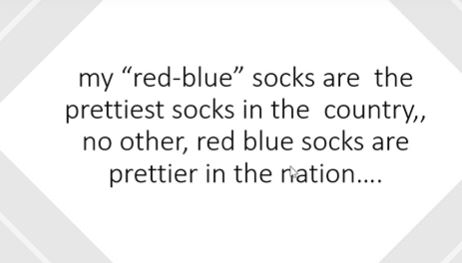 my “red-blue” socks are  the
prettiest socks in the  country,,
no other, red blue socks are
prettier in the nation....